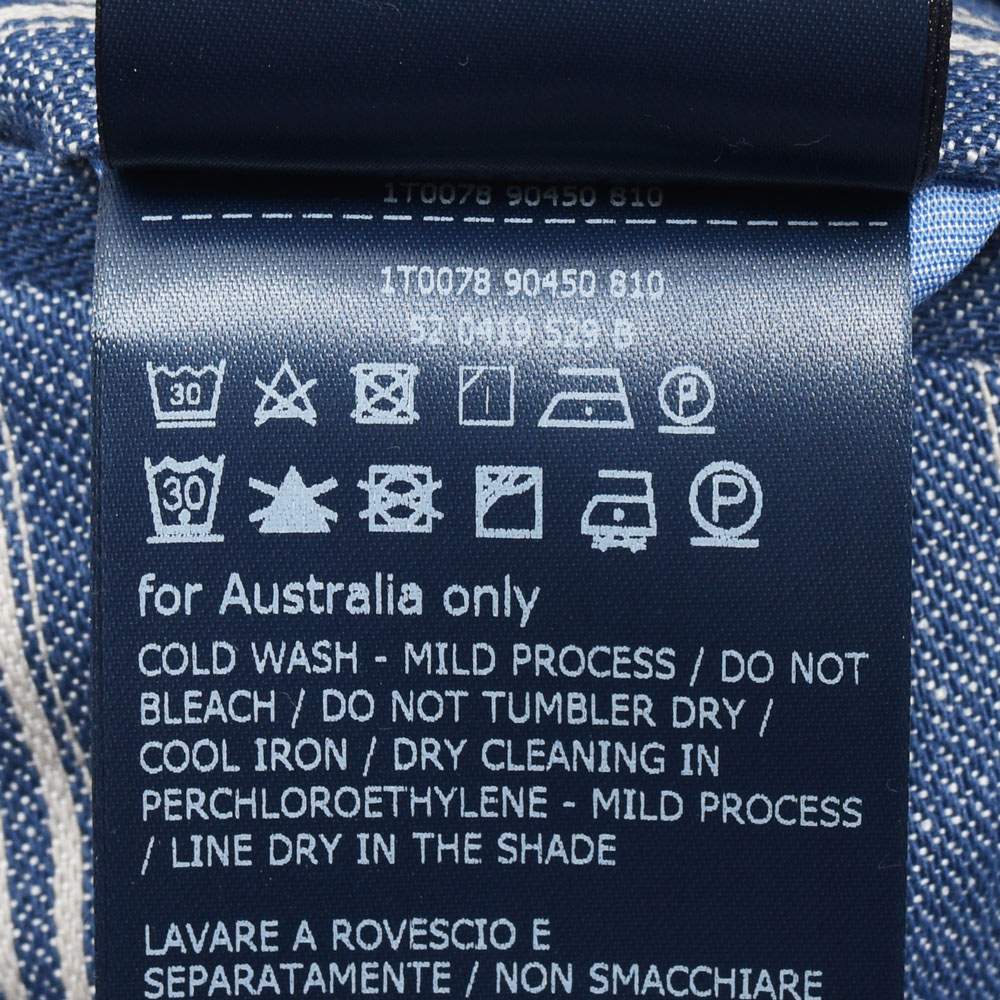 1T0078 90450 810
1T0078 90450 810
52 0419 529 B
30 P
30 P
for Australia only
COLD WASH - MILD PROCESS / DO NOT
BLEACH / DO NOT TUMBLER DRY /
COOL IRON / DRY CLEANING IN
PERCHLOROETHYLENE - MILD PROCESS
/ LINE DRY IN THE SHADE
LAVARE A ROVESCIO E
SEPARATAMENTE / NON SMACCHIARE